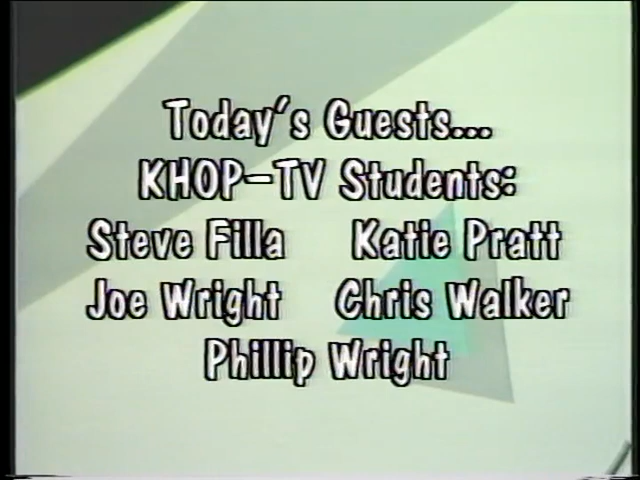 Today's Guests...
KHOP-TV Students:
Steve Filla Katie Pratt
Joe Wright Chris Walker
Phillip Wright